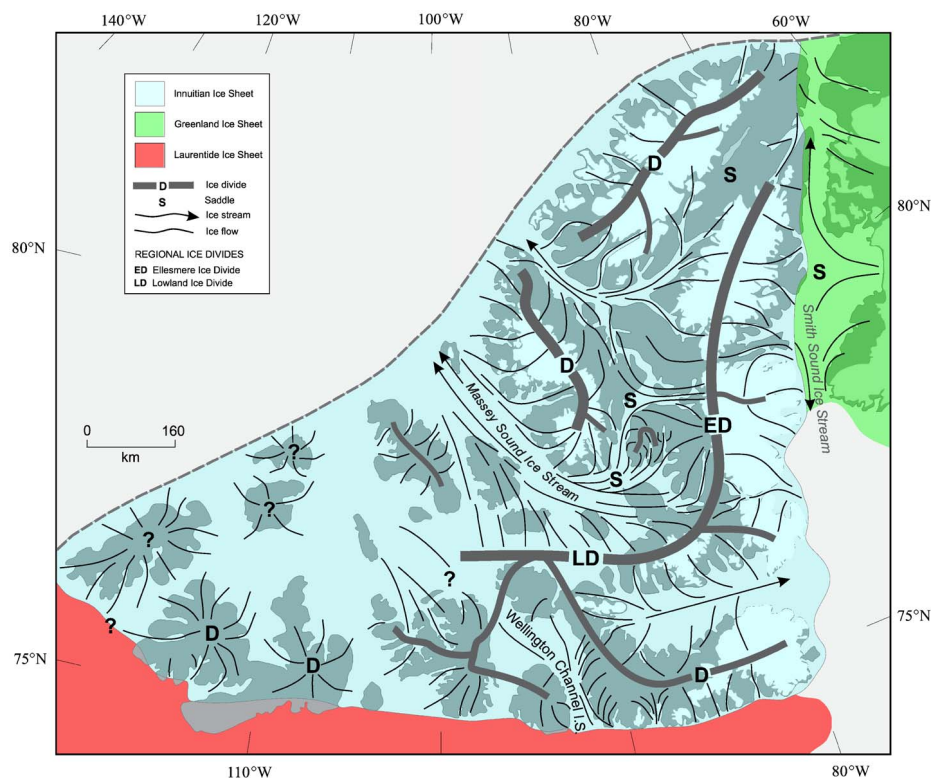 140°W
120°W
100°W
80°W
60°W
Innuitian Ice Sheet
Greenland Ice Sheet
Laurentide Ice Sheet
D Ice divide
S Saddle
Ice stream
Ice flow
REGIONAL ICE DIVIDES
ED Ellesmere Ice Divide
LD Lowland Ice Divide
80°N
80°N
D
S
S
Smith Sound Ice Stream
D
S
ED
Massey Sound Ice Stream
S
0 160
km
?
?
?
?
LD
?
D
D
Wellington Channel I.S.
D
75°N
75°N
110°W
80°W